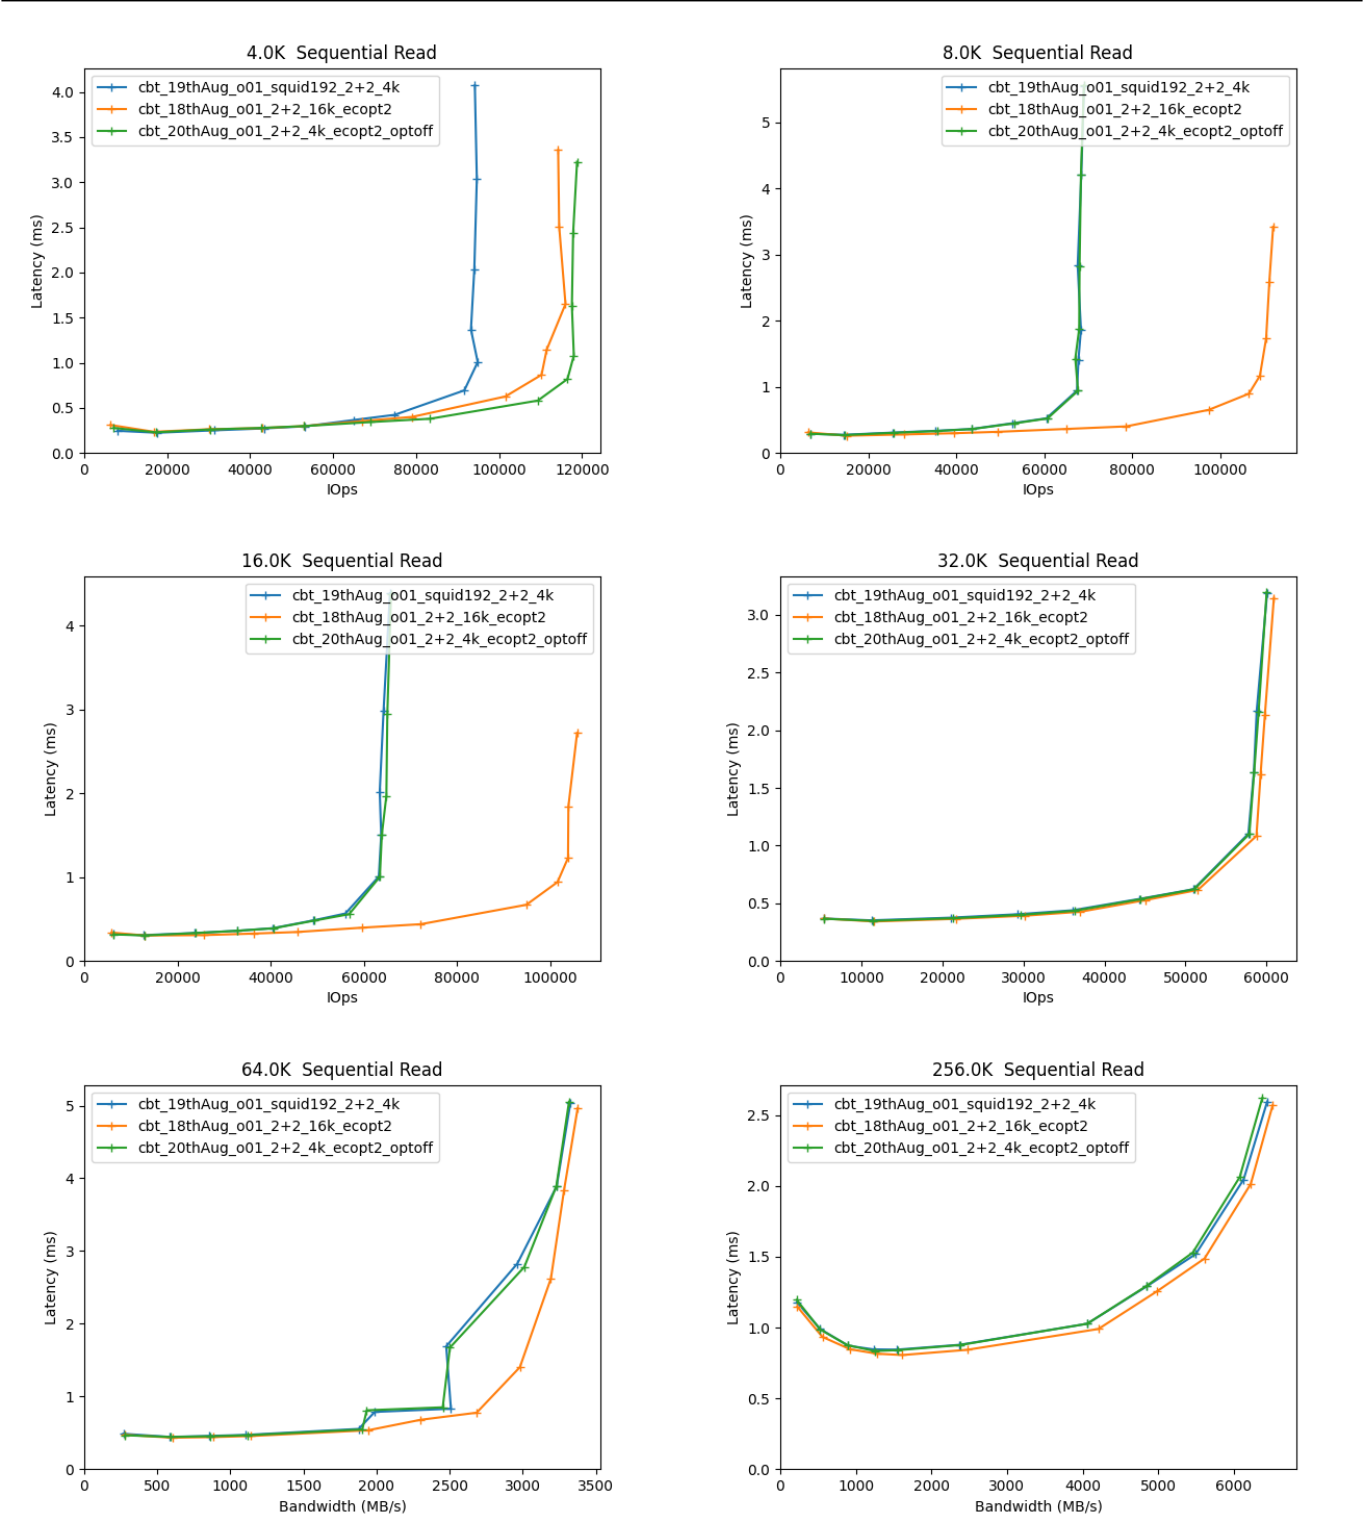 4.0K  Sequential Read
cbt_19thAug_o01_squid192_2+2_4k
cbt_18thAug_o01_2+2_16k_ecopt2
cbt_20thAug_o01_2+2_4k_ecopt2_optoff
4.0
3.5
3.0
2.5
2.0
1.5
1.0
0.5
0.0
Latency (ms)
0 20000 40000 60000 80000 100000 120000
IOps
8.0K  Sequential Read
cbt_19thAug_o01_squid192_2+2_4k
cbt_18thAug_o01_2+2_16k_ecopt2
cbt_20thAug_o01_2+2_4k_ecopt2_optoff
5
4
3
2
1
0
Latency (ms)
0 20000 40000 60000 80000 100000
IOps
16.0K  Sequential Read
cbt_19thAug_o01_squid192_2+2_4k
cbt_18thAug_o01_2+2_16k_ecopt2
cbt_20thAug_o01_2+2_4k_ecopt2_optoff
4
3
2
1
0
Latency (ms)
0 20000 40000 60000 80000 100000
IOps
32.0K  Sequential Read
cbt_19thAug_o01_squid192_2+2_4k
cbt_18thAug_o01_2+2_16k_ecopt2
cbt_20thAug_o01_2+2_4k_ecopt2_optoff
3.0
2.5
2.0
1.5
1.0
0.5
0.0
Latency (ms)
0 10000 20000 30000 40000 50000 60000
IOps
64.0K  Sequential Read
cbt_19thAug_o01_squid192_2+2_4k
cbt_18thAug_o01_2+2_16k_ecopt2
cbt_20thAug_o01_2+2_4k_ecopt2_optoff
5
4
3
2
1
0
Latency (ms)
0 500 1000 1500 2000 2500 3000 3500
Bandwidth (MB/s)
256.0K  Sequential Read
cbt_19thAug_o01_squid192_2+2_4k
cbt_18thAug_o01_2+2_16k_ecopt2
cbt_20thAug_o01_2+2_4k_ecopt2_optoff
2.5
2.0
1.5
1.0
0.5
0.0
Latency (ms)
0 1000 2000 3000 4000 5000 6000
Bandwidth (MB/s)